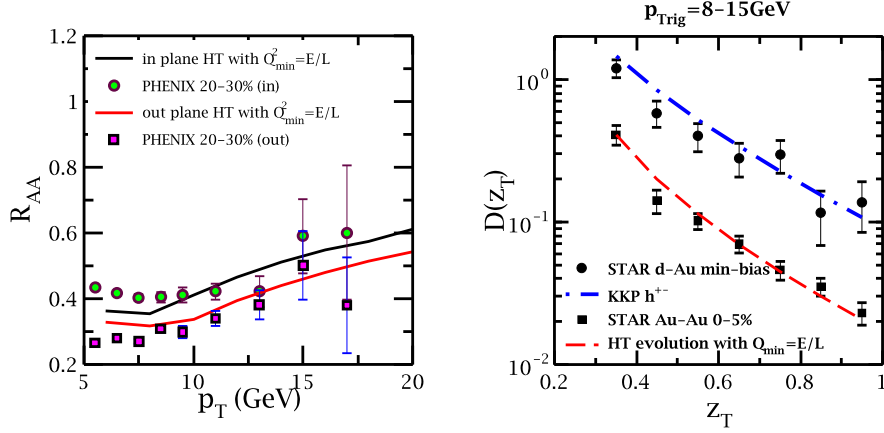 1.2
1
0.8
0.6
0.4
0.2
R_AA
in plane HT with Q²_min=E/L
PHENIX 20–30% (in)
out plane HT with Q²_min=E/L
PHENIX 20–30% (out)
5 10 15 20
p_T (GeV)
p_Trig=8–15GeV
10^0
10^−1
10^−2
D(z_T)
STAR d–Au min–bias
KKP h^+−
STAR Au–Au 0–5%
HT evolution with Q_min=E/L
0.2 0.4 0.6 0.8 1
z_T